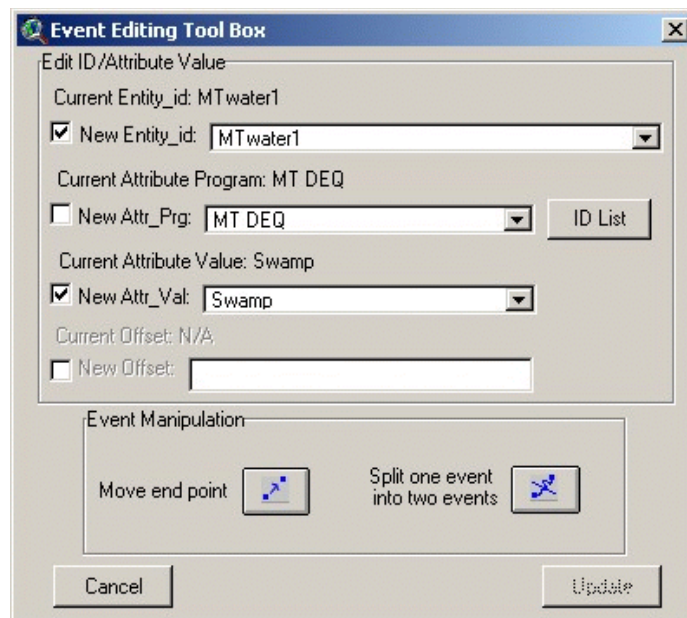 Event Editing Tool Box
Edit ID/Attribute Value
Current Entity_id: MTwater1
New Entity_id: MTwater1
Current Attribute Program: MT DEQ
New Attr_Prg: MT DEQ
ID List
Current Attribute Value: Swamp
New Attr_Val: Swamp
Current Offset: N/A
New Offset:
Event Manipulation
Move end point
Split one event
into two events
Cancel
Update